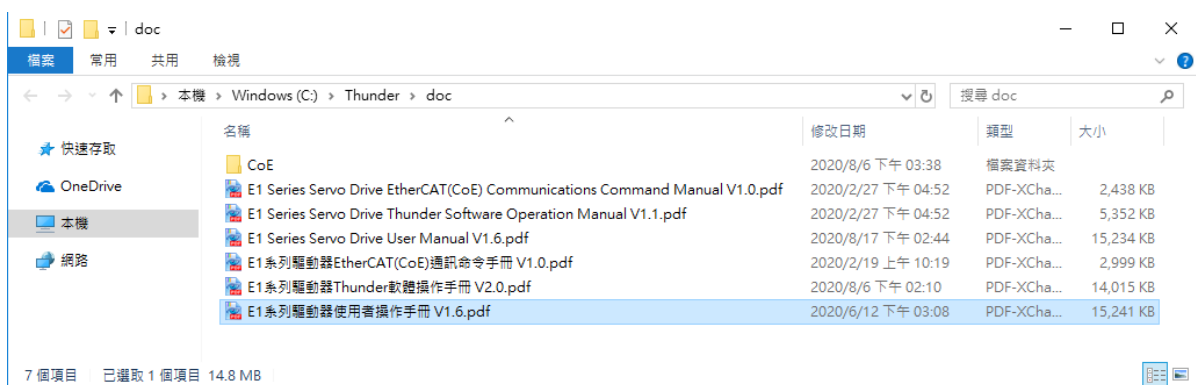 doc
檔案 常用 共用 檢視
本機 › Windows (C:) › Thunder › doc 搜尋 doc
名稱 修改日期 類型 大小
快速存取
OneDrive
本機
網路
CoE 2020/8/6 下午 03:38 檔案資料夾
E1 Series Servo Drive EtherCAT(CoE) Communications Command Manual V1.0.pdf 2020/2/27 下午 04:52 PDF-XCha... 2,438 KB
E1 Series Servo Drive Thunder Software Operation Manual V1.1.pdf 2020/2/27 下午 04:52 PDF-XCha... 5,352 KB
E1 Series Servo Drive User Manual V1.6.pdf 2020/8/17 下午 02:44 PDF-XCha... 15,234 KB
E1系列驅動器EtherCAT(CoE)通訊命令手冊 V1.0.pdf 2020/2/19 上午 10:19 PDF-XCha... 2,999 KB
E1系列驅動器Thunder軟體操作手冊 V2.0.pdf 2020/8/6 下午 02:10 PDF-XCha... 14,015 KB
E1系列驅動器使用者操作手冊 V1.6.pdf 2020/6/12 下午 03:08 PDF-XCha... 15,241 KB
7 個項目 已選取 1 個項目 14.8 MB